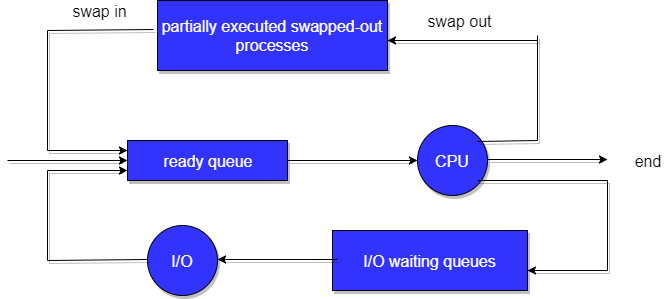 swap in
partially executed swapped-out
processes
swap out
ready queue
CPU
end
I/O
I/O waiting queues